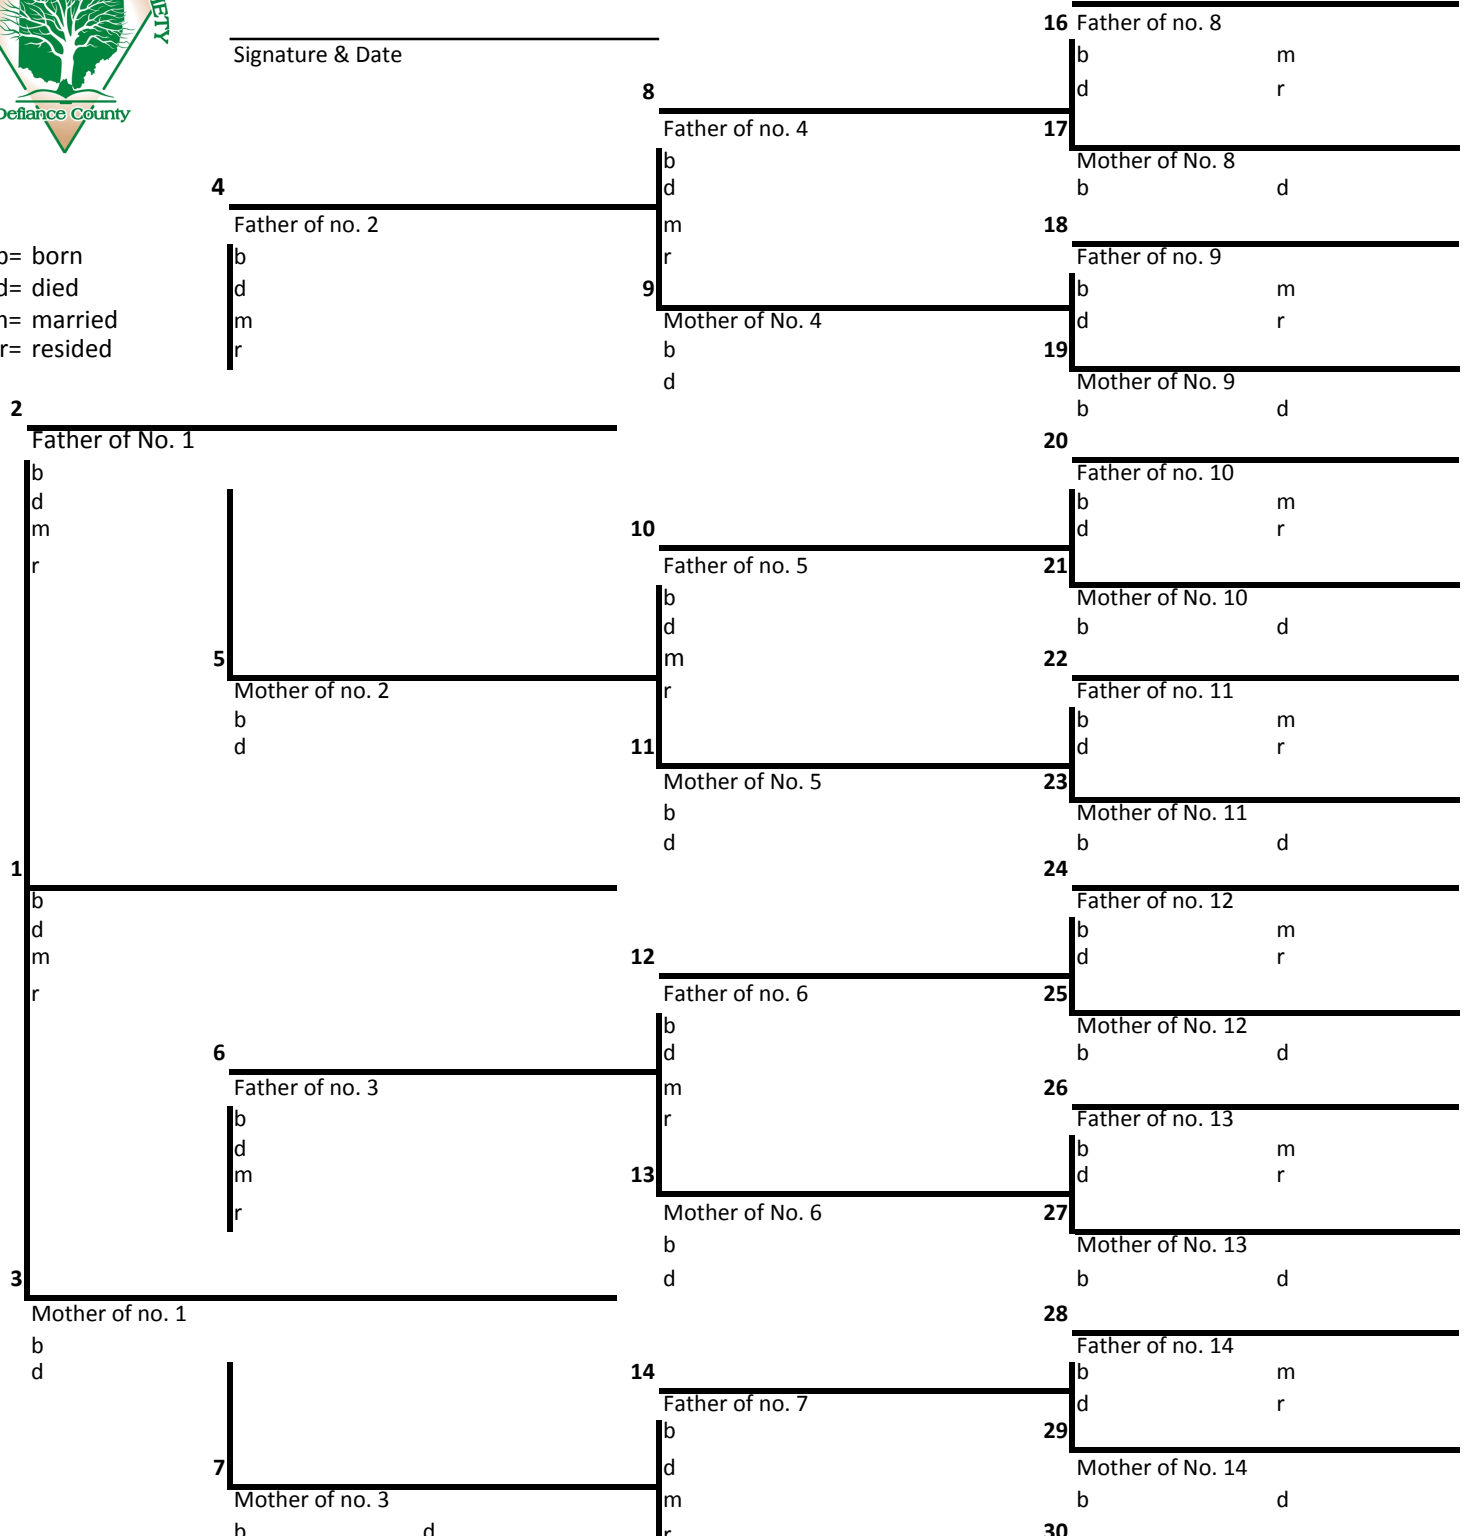 IETY
Defiance County
Signature & Date
b= born
d= died
m= married
r= resided
2
Father of No. 1
b
d
m
r
1
b
d
m
r
3
Mother of no. 1
b
d
4
Father of no. 2
b
d
m
r
5
Mother of no. 2
b
d
6
Father of no. 3
b
d
m
r
7
Mother of no. 3
b d
8
Father of no. 4
b
d
m
r
9
Mother of No. 4
b
d
10
Father of no. 5
b
d
m
r
11
Mother of No. 5
b
d
12
Father of no. 6
b
d
m
r
13
Mother of No. 6
b
d
14
Father of no. 7
b
d
m
r
16 Father of no. 8
b m
d r
17
Mother of No. 8
b d
18
Father of no. 9
b m
d r
19
Mother of No. 9
b d
20
Father of no. 10
b m
d r
21
Mother of No. 10
b d
22
Father of no. 11
b m
d r
23
Mother of No. 11
b d
24
Father of no. 12
b m
d r
25
Mother of No. 12
b d
26
Father of no. 13
b m
d r
27
Mother of No. 13
b d
28
Father of no. 14
b m
d r
29
Mother of No. 14
b d
30